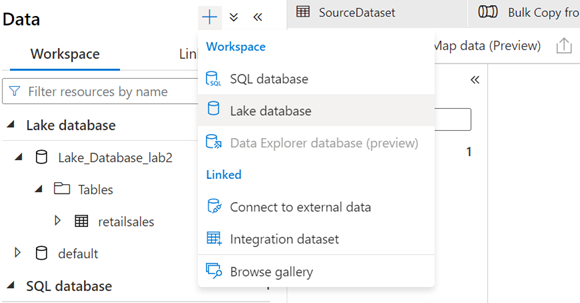 Data
SourceDataset
Bulk Copy fro
Workspace
Lin
Map data (Preview)
Filter resources by name
Workspace
SQL database
Lake database
Data Explorer database (preview)
Linked
Connect to external data
Integration dataset
Browse gallery
Lake database
1
Lake_Database_lab2
Tables
retailsales
default
SQL database